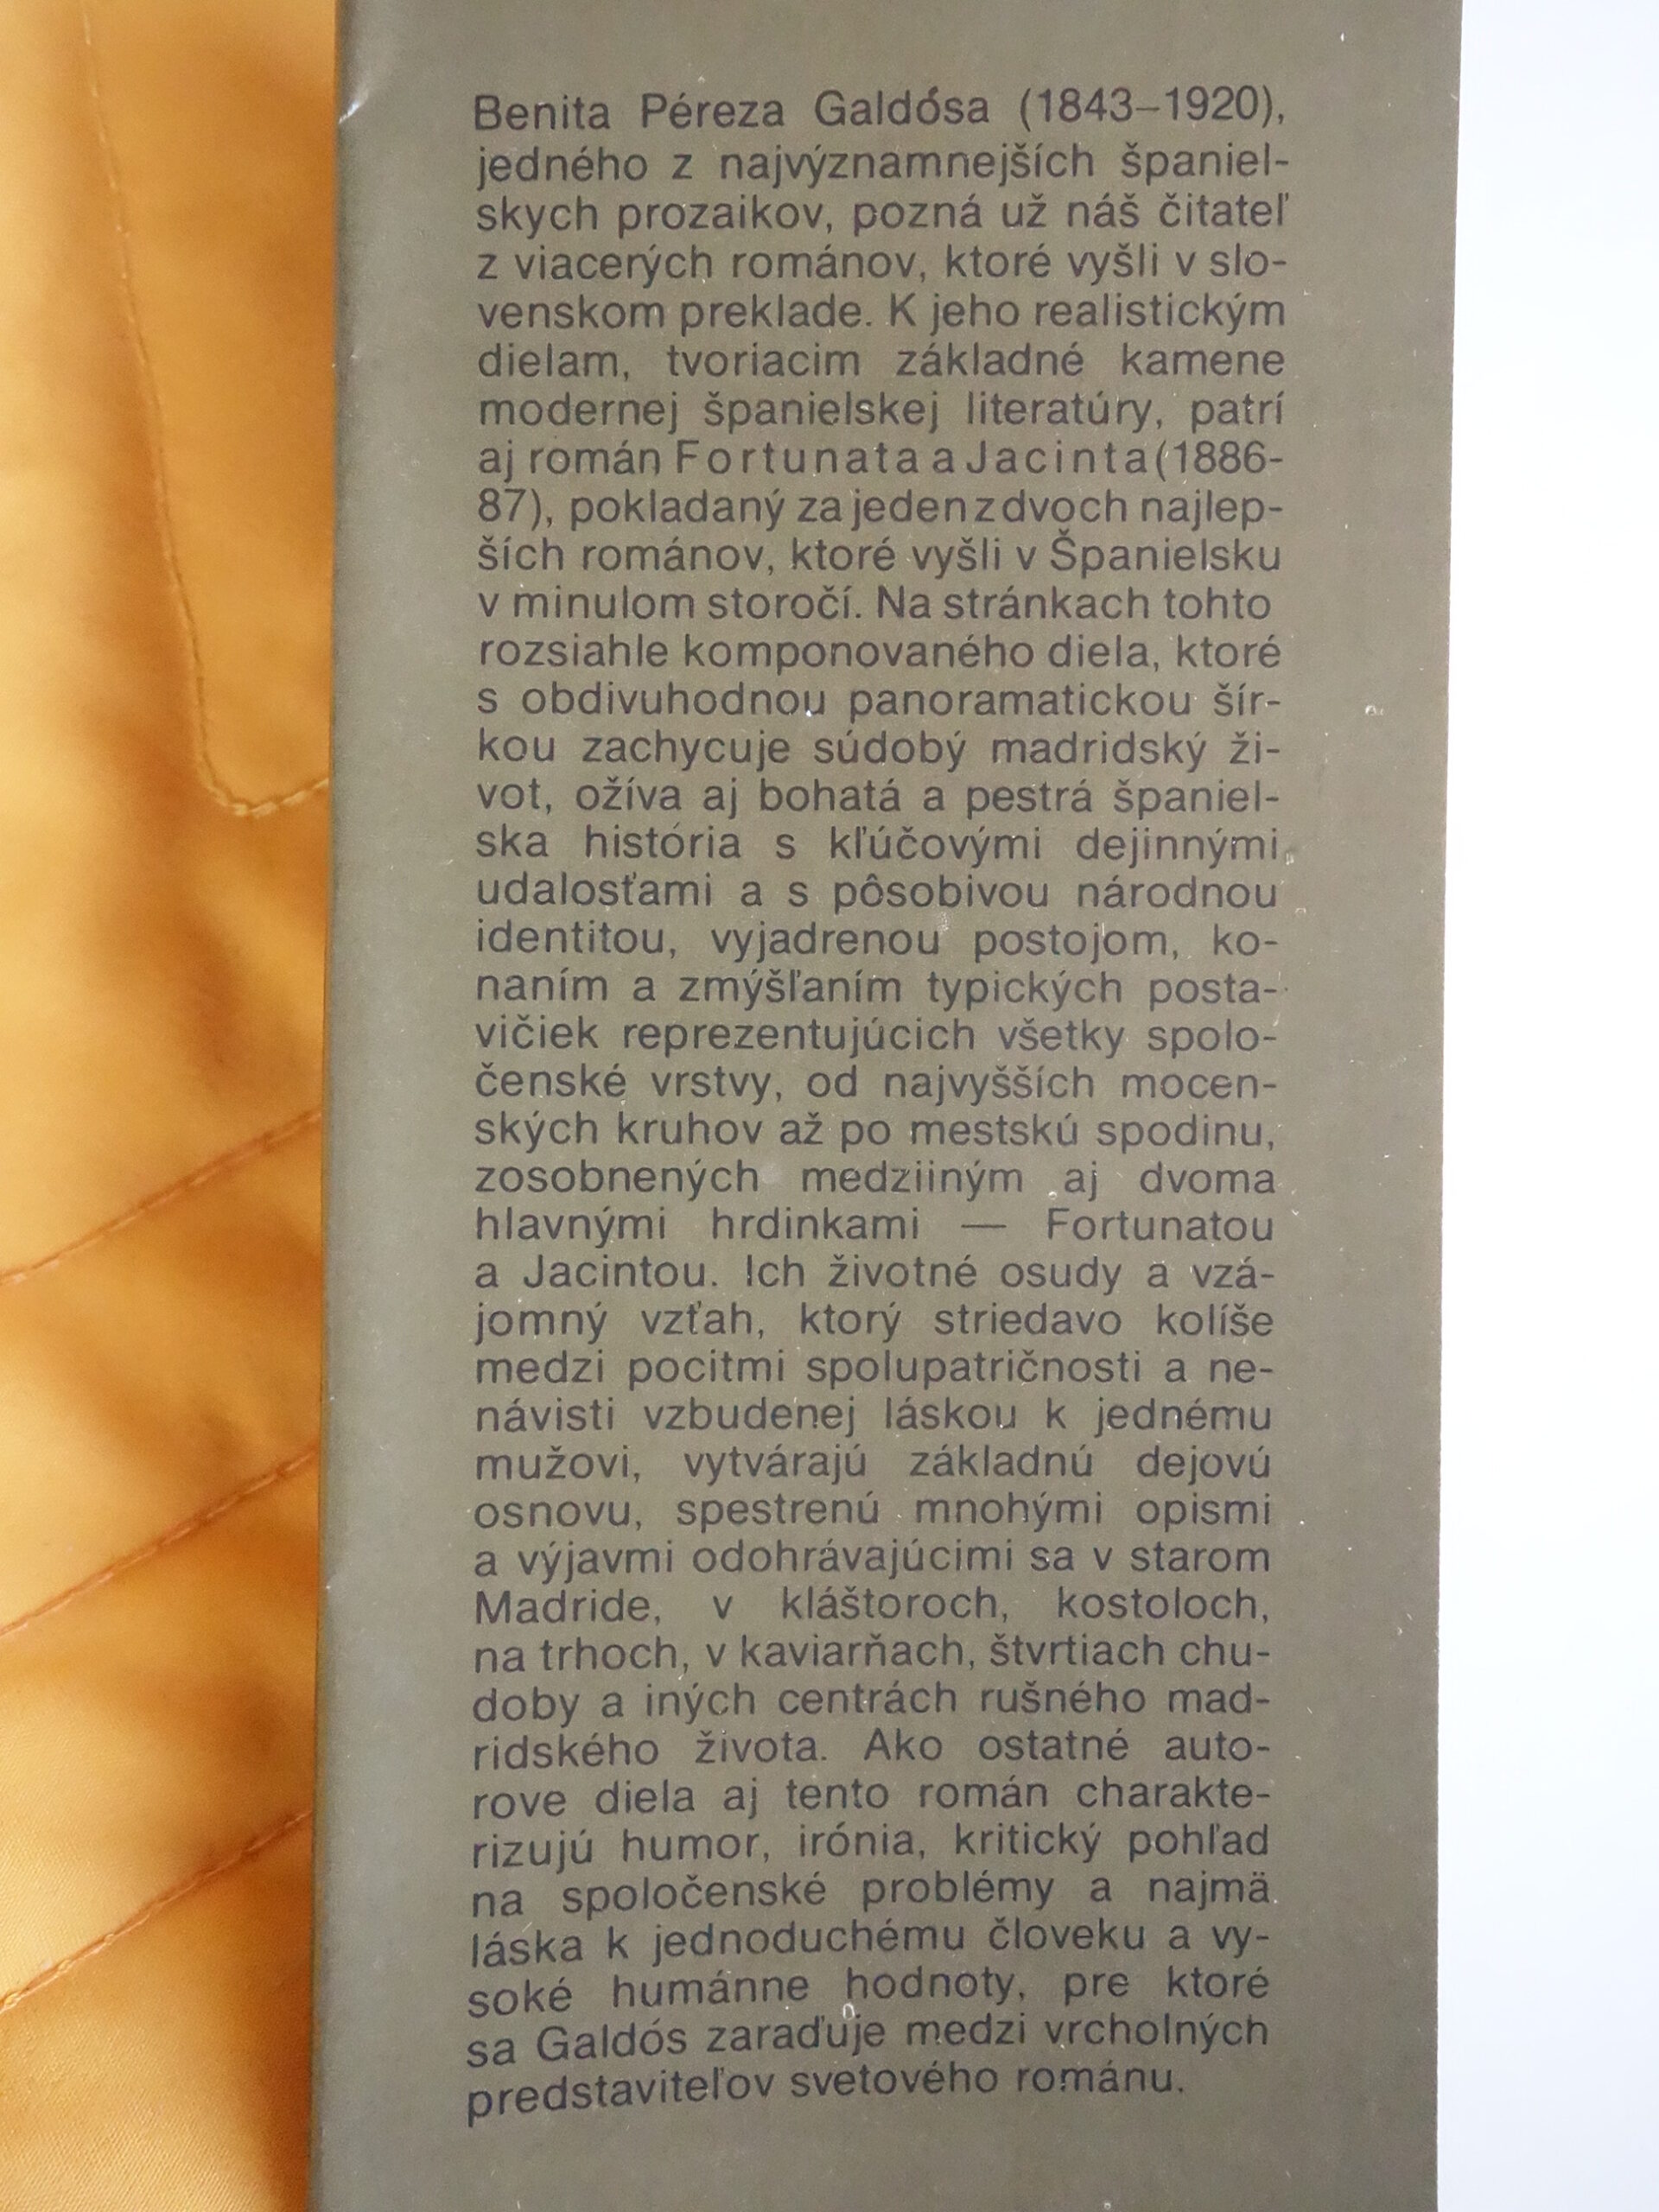 Benita Péreza Galdósa (1843–1920),
jedného z najvýznamnejších španiel-
skych prozaikov, pozná už náš čitateľ
z viacerých románov, ktoré vyšli v slo-
venskom preklade. K jeho realistickým
dielam, tvoriacim základné kamene
modernej španielskej literatúry, patrí
aj román Fortunata a Jacinta (1886-
87), pokladaný za jeden z dvoch najlep-
ších románov, ktoré vyšli v Španielsku
v minulom storočí. Na stránkach tohto
rozsiahle komponovaného diela, ktoré
s obdivuhodnou panoramatickou šír-
kou zachycuje súdobý madridský ži-
vot, ožíva aj bohatá a pestrá španiel-
ska história s kľúčovými dejinnými
udalosťami a s pôsobivou národnou
identitou, vyjadrenou postojom, ko-
naním a zmýšľaním typických posta-
vičiek reprezentujúcich všetky spolo-
čenské vrstvy, od najvyšších mocen-
ských kruhov až po mestskú spodinu,
zosobnených medziiným aj dvoma
hlavnými hrdinkami — Fortunatou
a Jacintou. Ich životné osudy a vzá-
jomný vzťah, ktorý striedavo kolíše
medzi pocitmi spolupatričnosti a ne-
návisti vzbudenej láskou k jednému
mužovi, vytvárajú základnú dejovú
osnovu, spestrenú mnohými opismi
a výjavmi odohrávajúcimi sa v starom
Madride, v kláštoroch, kostoloch,
na trhoch, v kaviarňach, štvrtiach chu-
doby a iných centrách rušného mad-
ridského života. Ako ostatné auto-
rove diela aj tento román charakte-
rizujú humor, irónia, kritický pohľad
na spoločenské problémy a najmä
láska k jednoduchému človeku a vy-
soké humánne hodnoty, pre ktoré
sa Galdós zaraďuje medzi vrcholných
predstaviteľov svetového románu.